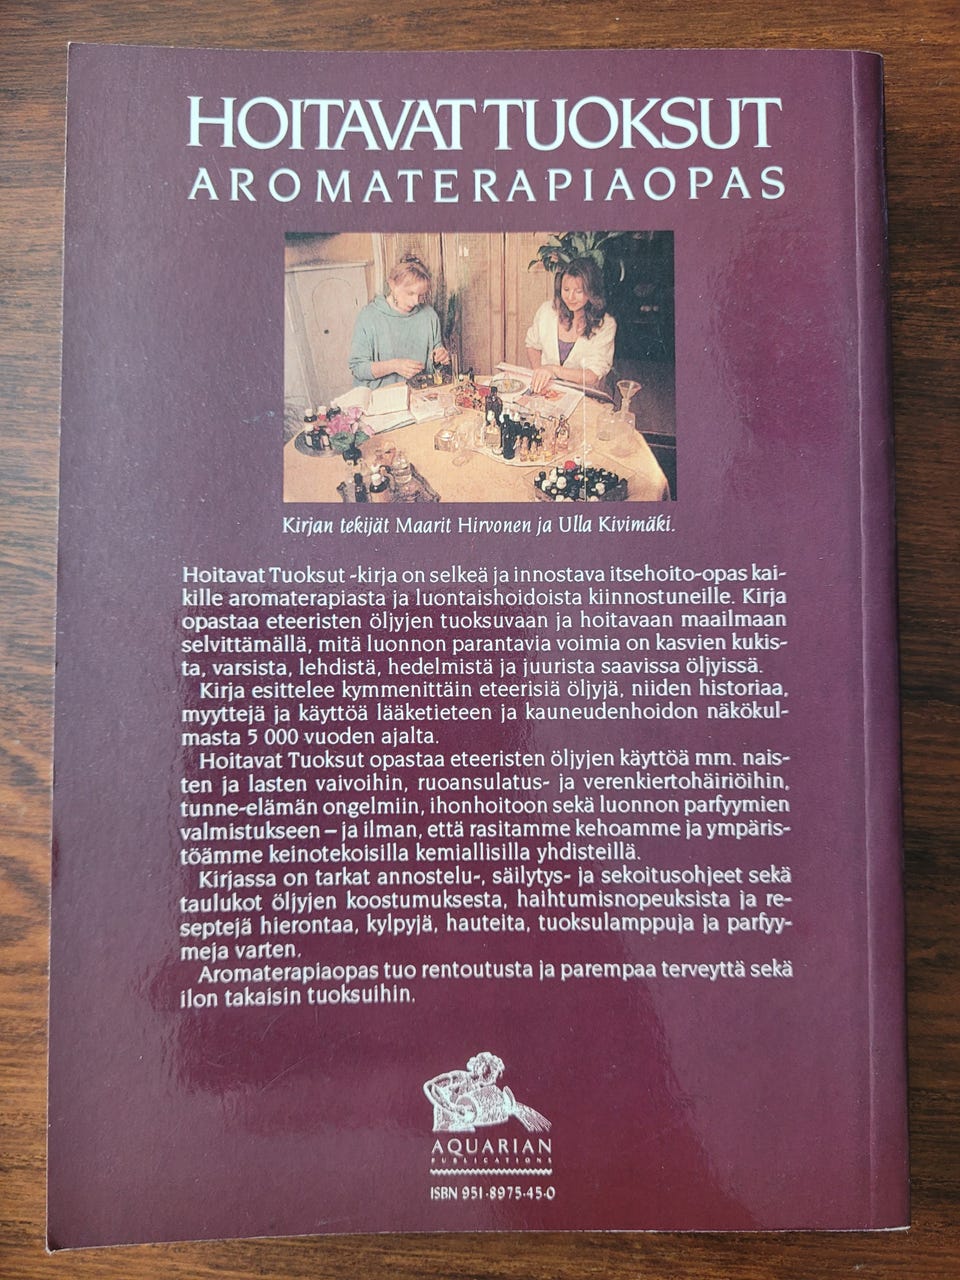 HOITAVAT TUOKSUT
AROMATERAPIAOPAS
Kirjan tekijät Maarit Hirvonen ja Ulla Kivimäki.
Hoitavat Tuoksut -kirja on selkeä ja innostava itsehoito-opas kai-
kille aromaterapiasta ja luontaishoidoista kiinnostuneille. Kirja
opastaa eteeristen öljyjen tuoksuvaan ja hoitavaan maailmaan
selvittämällä, mitä luonnon parantavia voimia on kasvien kukis-
ta, varsista, lehdistä, hedelmistä ja juurista saavissa öljyissä.
Kirja esittelee kymmenittäin eteerisiä öljyjä, niiden historiaa,
myyttejä ja käyttöä lääketieteen ja kauneudenhoidon näkökul-
masta 5 000 vuoden ajalta.
Hoitavat Tuoksut opastaa eteeristen öljyjen käyttöä mm. nais-
ten ja lasten vaivoihin, ruoansulatus- ja verenkiertohäiriöihin,
tunne-elämän ongelmiin, ihonhoitoon sekä luonnon parfyymien
valmistukseen – ja ilman, että rasitamme kehoamme ja ympäris-
töämme keinotekoisilla kemiallisilla yhdisteillä.
Kirjassa on tarkat annostelu-, säilytys- ja sekoitusohjeet sekä
taulukot öljyjen koostumuksesta, haihtumisnopeuksista ja re-
septejä hierontaa, kylpyjä, hauteita, tuoksulamppuja ja parfyy-
meja varten.
Aromaterapiaopas tuo rentoutusta ja parempaa terveyttä sekä
ilon takaisin tuoksuihin.
AQUARIAN
PUBLICATIONS
ISBN 951-8975-45-0